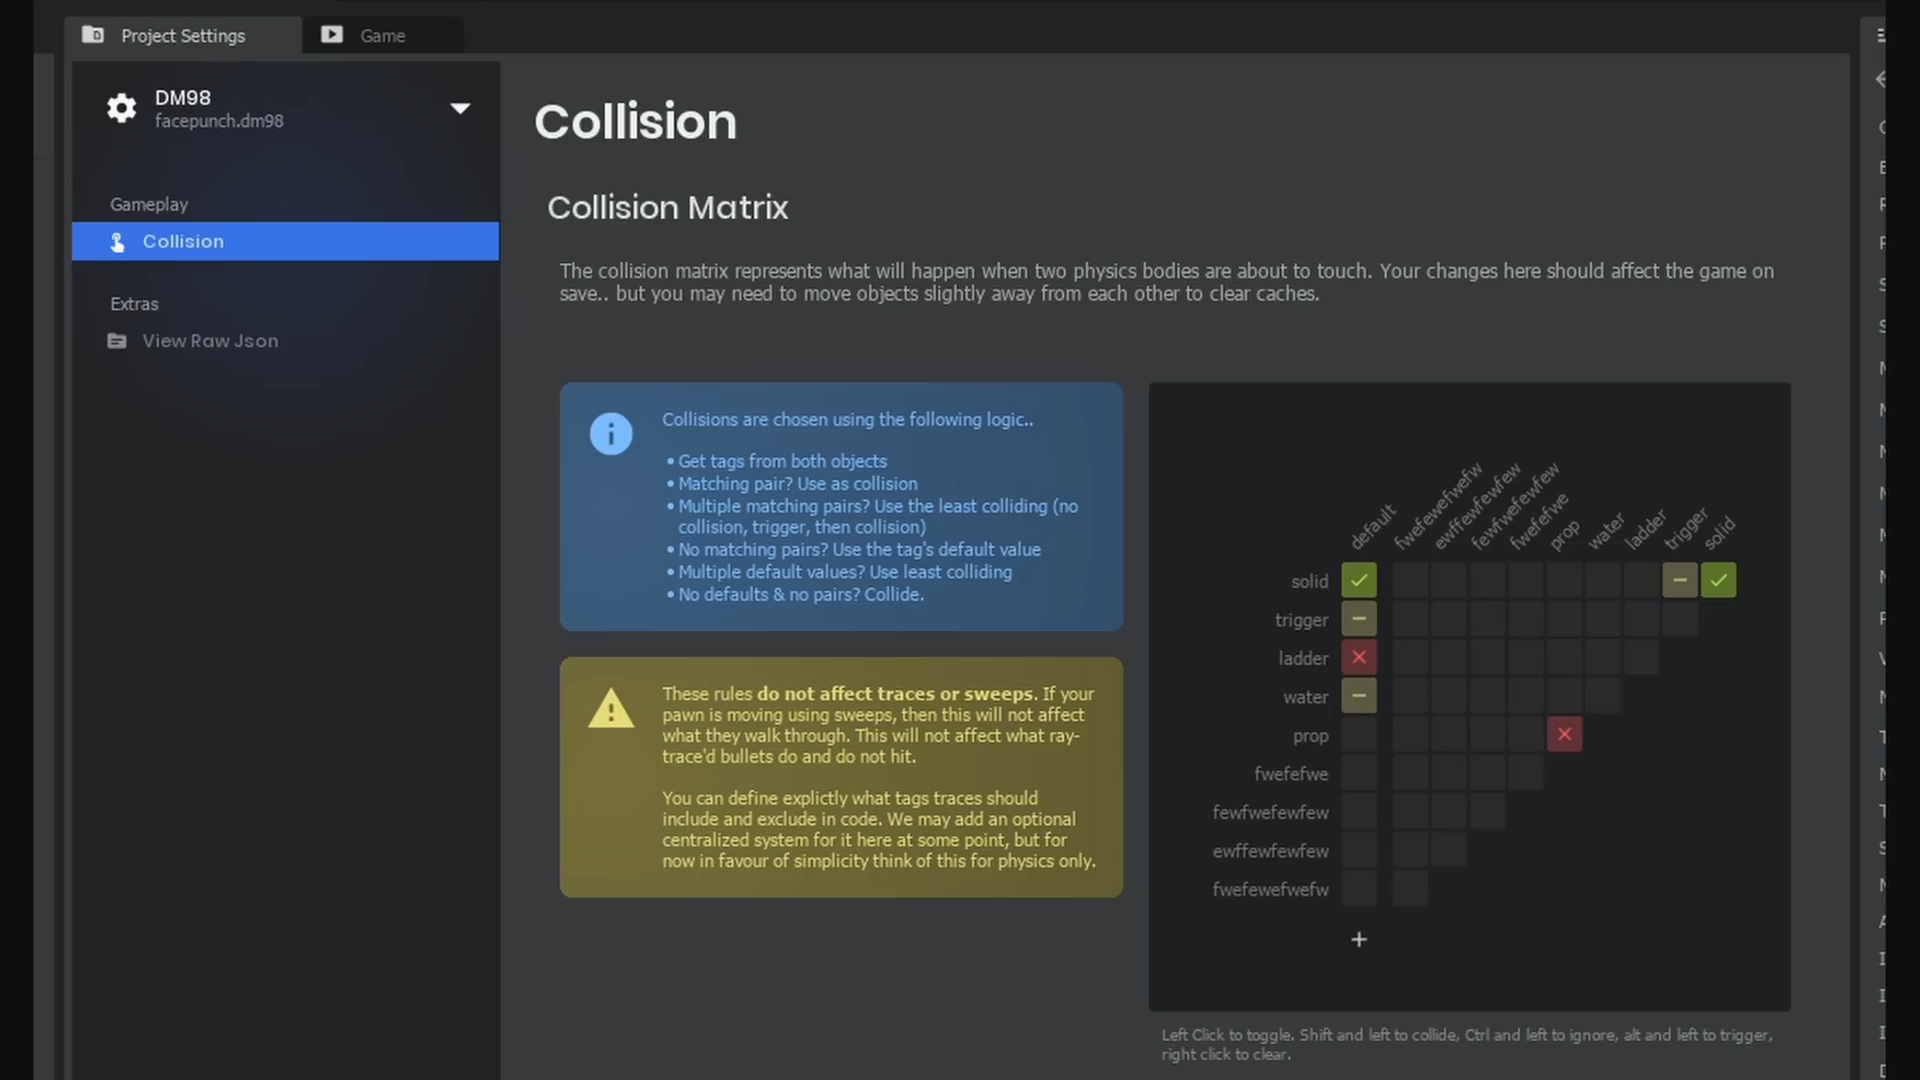 Project Settings
Game
DM98
facepunch.dm98
Gameplay
Collision
Extras
View Raw Json
Collision
Collision Matrix
The collision matrix represents what will happen when two physics bodies are about to touch. Your changes here should affect the game on
save.. but you may need to move objects slightly away from each other to clear caches.
Collisions are chosen using the following logic..
• Get tags from both objects
• Matching pair? Use as collision
• Multiple matching pairs? Use the least colliding (no
collision, trigger, then collision)
• No matching pairs? Use the tag's default value
• Multiple default values? Use least colliding
• No defaults & no pairs? Collide.
These rules do not affect traces or sweeps. If your
pawn is moving using sweeps, then this will not affect
what they walk through. This will not affect what ray-
trace'd bullets do and do not hit.
You can define explictly what tags traces should
include and exclude in code. We may add an optional
centralized system for it here at some point, but for
now in favour of simplicity think of this for physics only.
default
fwefewefwefw
ewffewfewfew
fewfwefewfew
fwefefwe
prop
water
ladder
trigger
solid
solid
trigger
ladder
water
prop
fwefefwe
fewfwefewfew
ewffewfewfew
fwefewefwefw
+
Left Click to toggle. Shift and left to collide, Ctrl and left to ignore, alt and left to trigger,
right click to clear.